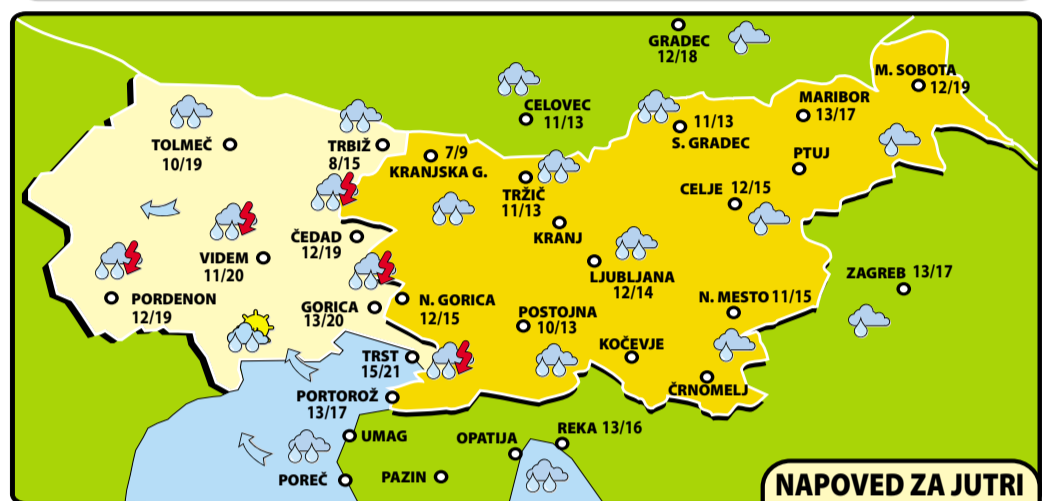 GRADEC
12/18
M. SOBOTA
12/19
CELOVEC
11/13
MARIBOR
13/17
11/13
S. GRADEC
TOLMEČ
10/19
TRBIŽ
8/15
7/9
KRANJSKA G.
PTUJ
TRŽIČ
11/13
CELJE 12/15
KRANJ
ČEDAD
12/19
VIDEM
11/20
LJUBLJANA
12/14
ZAGREB 13/17
PORDENON
12/19
GORICA
13/20
N. GORICA
12/15
N. MESTO 11/15
POSTOJNA
10/13
KOČEVJE
TRST
15/21
ČRNOMELJ
PORTOROŽ
13/17
UMAG
OPATIJA
REKA 13/16
POREČ
PAZIN
NAPOVED ZA JUTRI